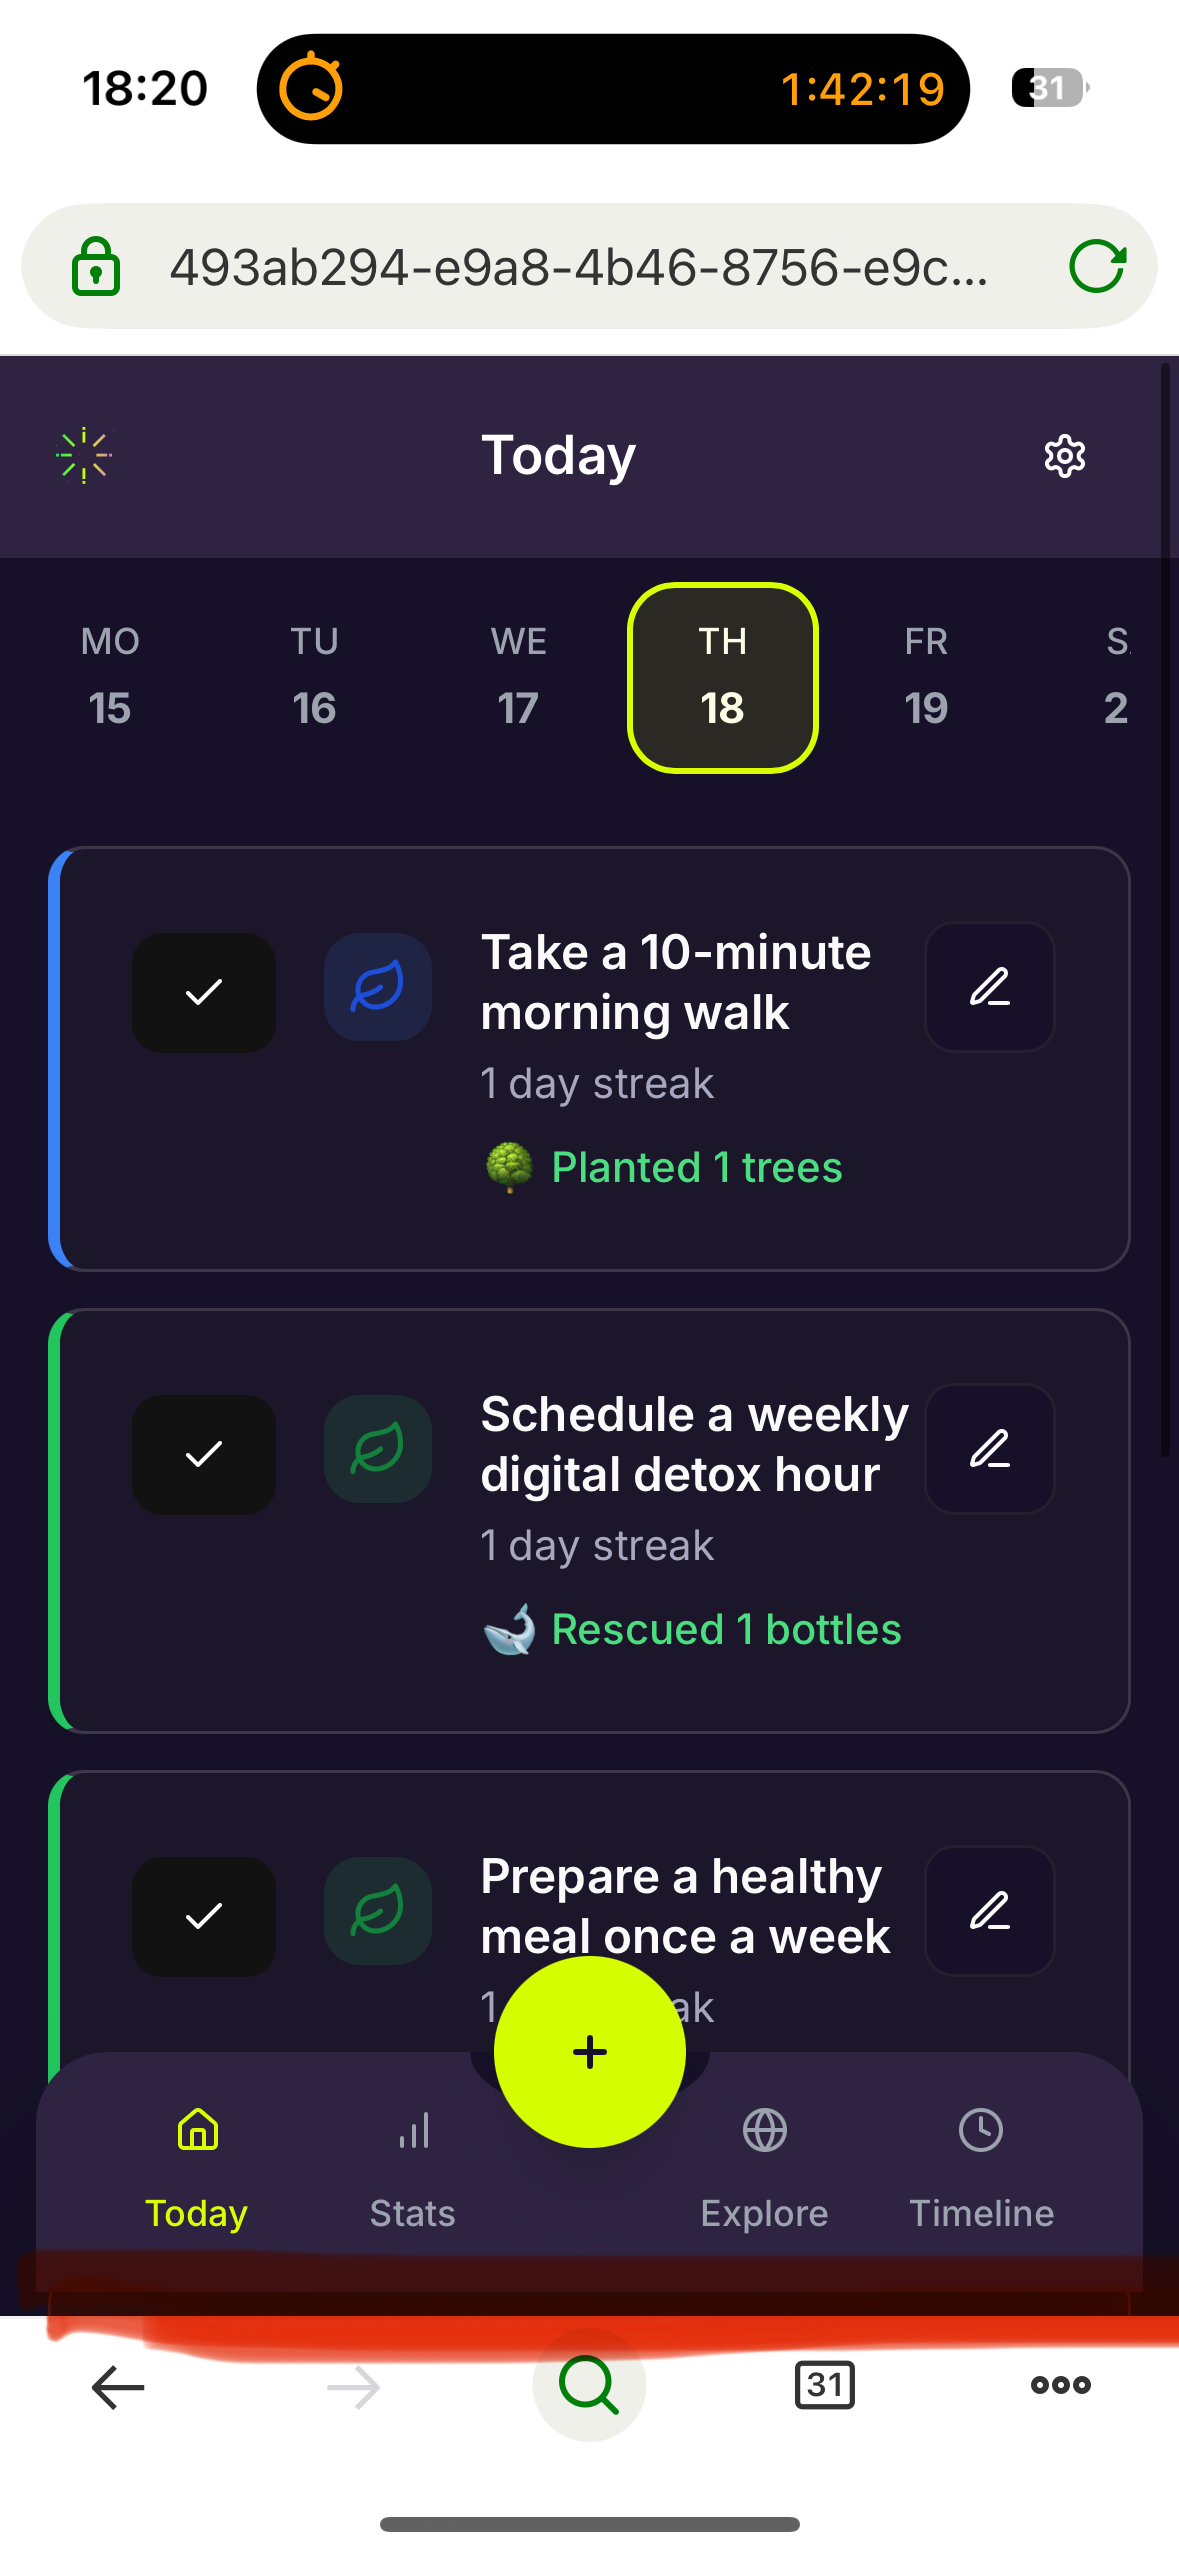 18:20
1:42:19
31
493ab294-e9a8-4b46-8756-e9c...
Today
MO TU WE TH FR S
15 16 17 18 19 2
Take a 10-minute
morning walk
1 day streak
Planted 1 trees
Schedule a weekly
digital detox hour
1 day streak
Rescued 1 bottles
Prepare a healthy
meal once a week
1 ak
Today Stats Explore Timeline
31